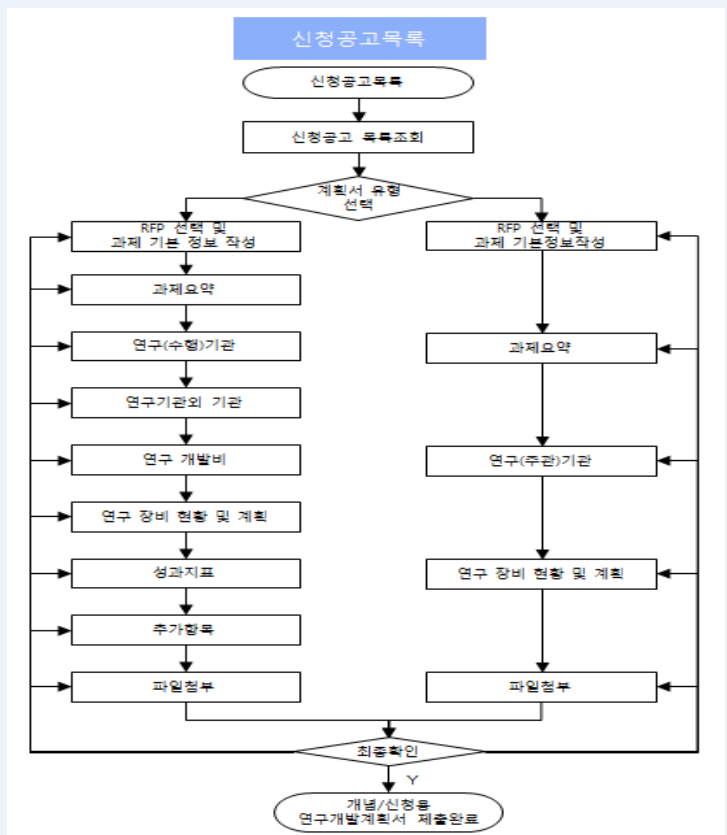 신청공고목록
신청공고목록
신청공고 목록조회
계획서 유형
선택
RFP 선택 및
과제 기본 정보 작성
과제요약
연구(수행)기관
연구기관외 기관
연구 개발비
연구 장비 현황 및 계획
성과지표
추가항목
파일첨부
RFP 선택 및
과제 기본정보작성
과제요약
연구(주관)기관
연구 장비 현황 및 계획
파일첨부
최종확인
Y
개념/신청용
연구개발계획서 제출완료